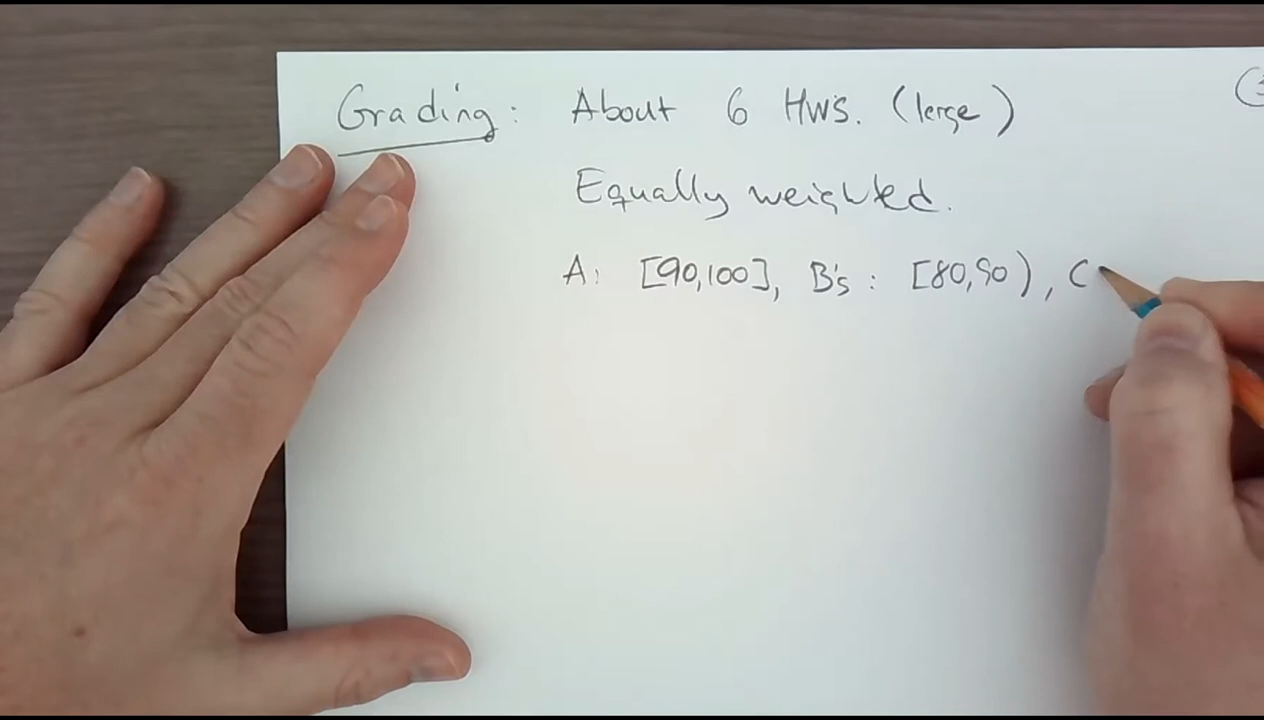 Grading: About 6 HWs. (large)
Equally weighted.
A: [90,100], B's: [80,90), C